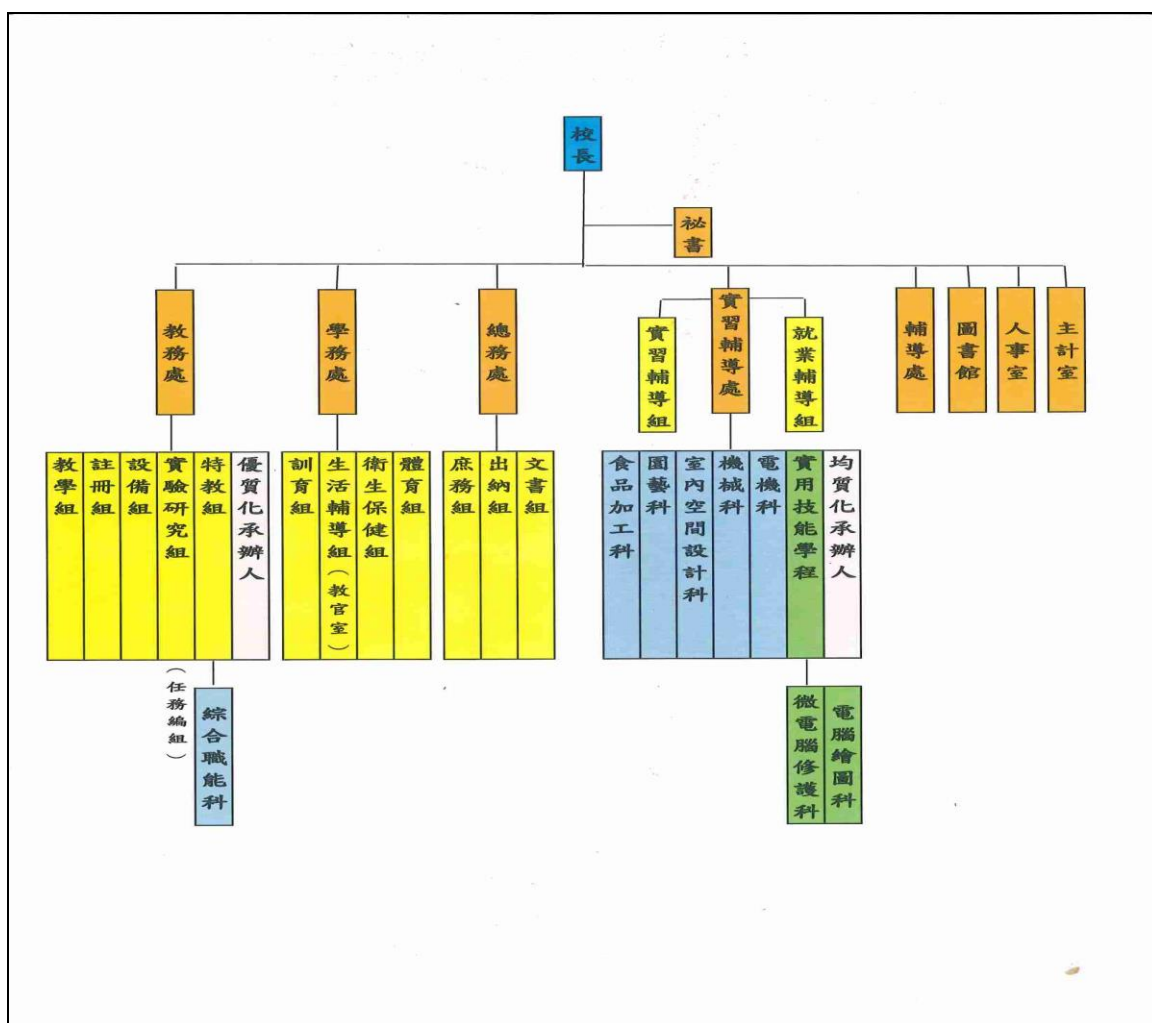 校長
祕書
教務處
學務處
總務處
實習輔導處
實習輔導組
就業輔導組
輔導處
圖書館
人事室
主計室
教學組
註冊組
設備組
實驗研究組
特教組
優質化承辦人
訓育組
生活輔導組(教官室)
衛生保健組
體育組
庶務組
出納組
文書組
食品加工科
園藝科
室內空間設計科
機械科
電機科
實用技能學程
均質化承辦人
(任務編組)
綜合職能科
微電腦修護科
電腦繪圖科